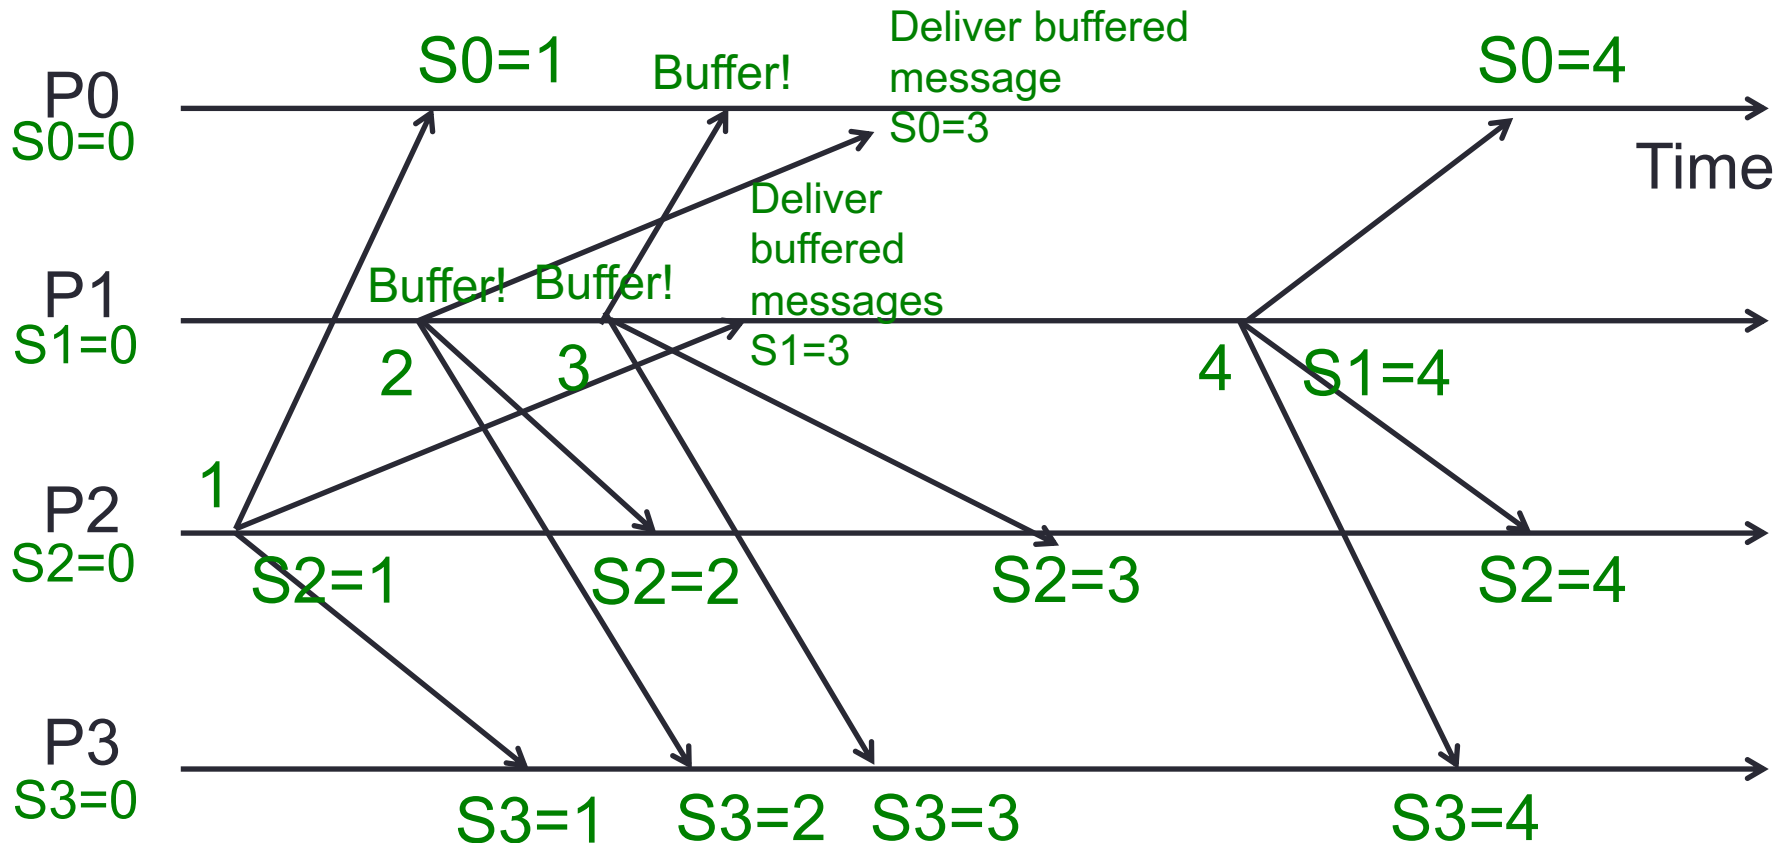 Deliver buffered
message
S0=3
S0=1
Buffer!
S0=4
P0
S0=0
Time
Deliver
buffered
messages
S1=3
Buffer!
Buffer!
P1
S1=0
2
3
4
S1=4
1
P2
S2=0
S2=1
S2=2
S2=3
S2=4
P3
S3=0
S3=1
S3=2
S3=3
S3=4